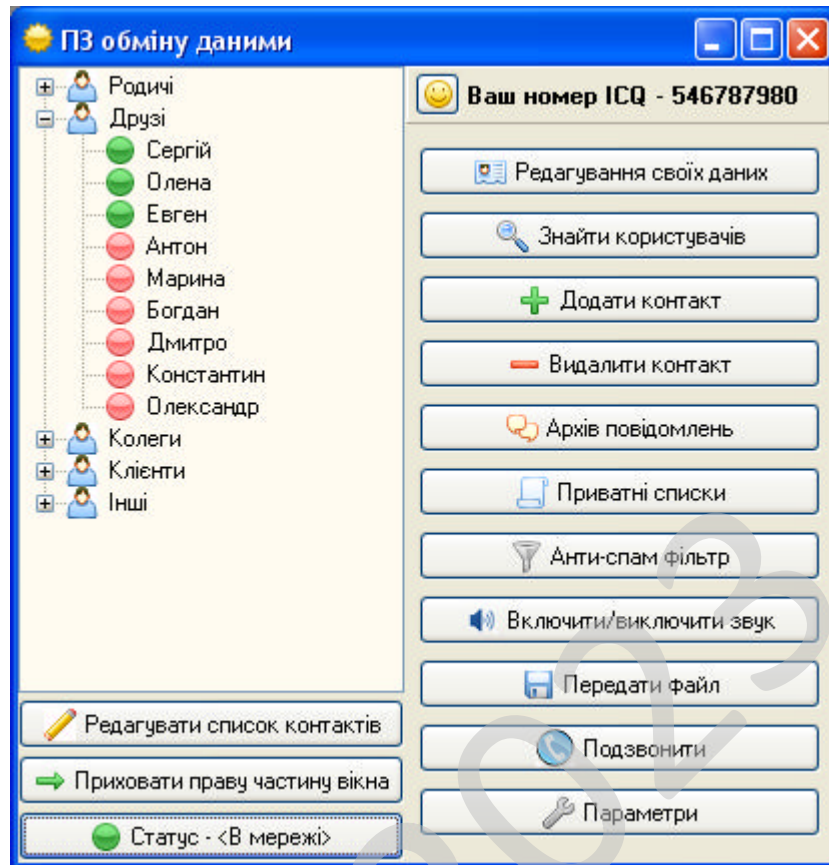 ПЗ обміну даними
Родичі
Друзі
Сергій
Олена
Евген
Антон
Марина
Богдан
Дмитро
Константин
Олександр
Колеги
Клієнти
Інші
Редагувати список контактів
Приховати праву частину вікна
Статус - <В мережі>
Ваш номер ICQ - 546787980
Редагування своїх даних
Знайти користувачів
Додати контакт
Видалити контакт
Архів повідомлень
Приватні списки
Анти-спам фільтр
Включити/виключити звук
Передати файл
Подзвонити
Параметри
023